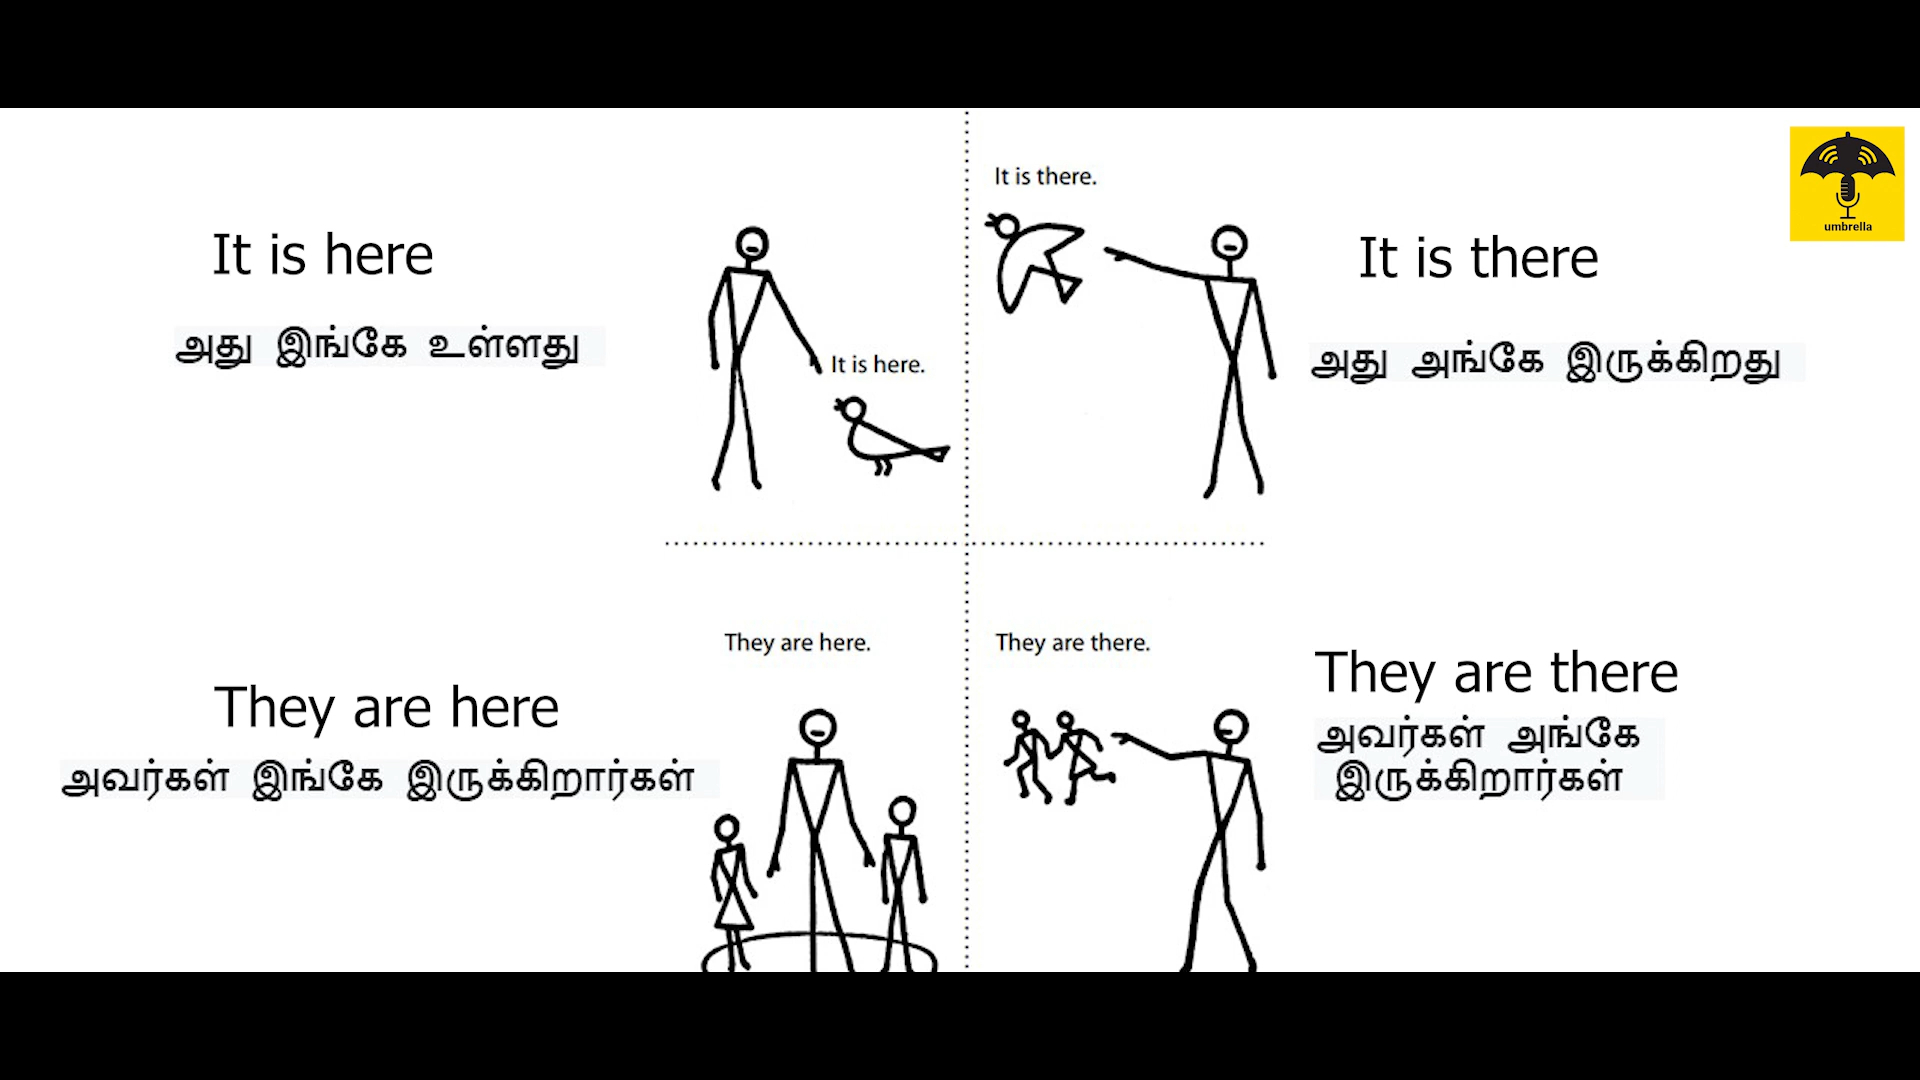 It is here
அது இங்கே உள்ளது
It is here.
It is there.
It is there
அது அங்கே இருக்கிறது
umbrella
They are here.
They are here
அவர்கள் இங்கே இருக்கிறார்கள்
They are there.
They are there
அவர்கள் அங்கே
இருக்கிறார்கள்